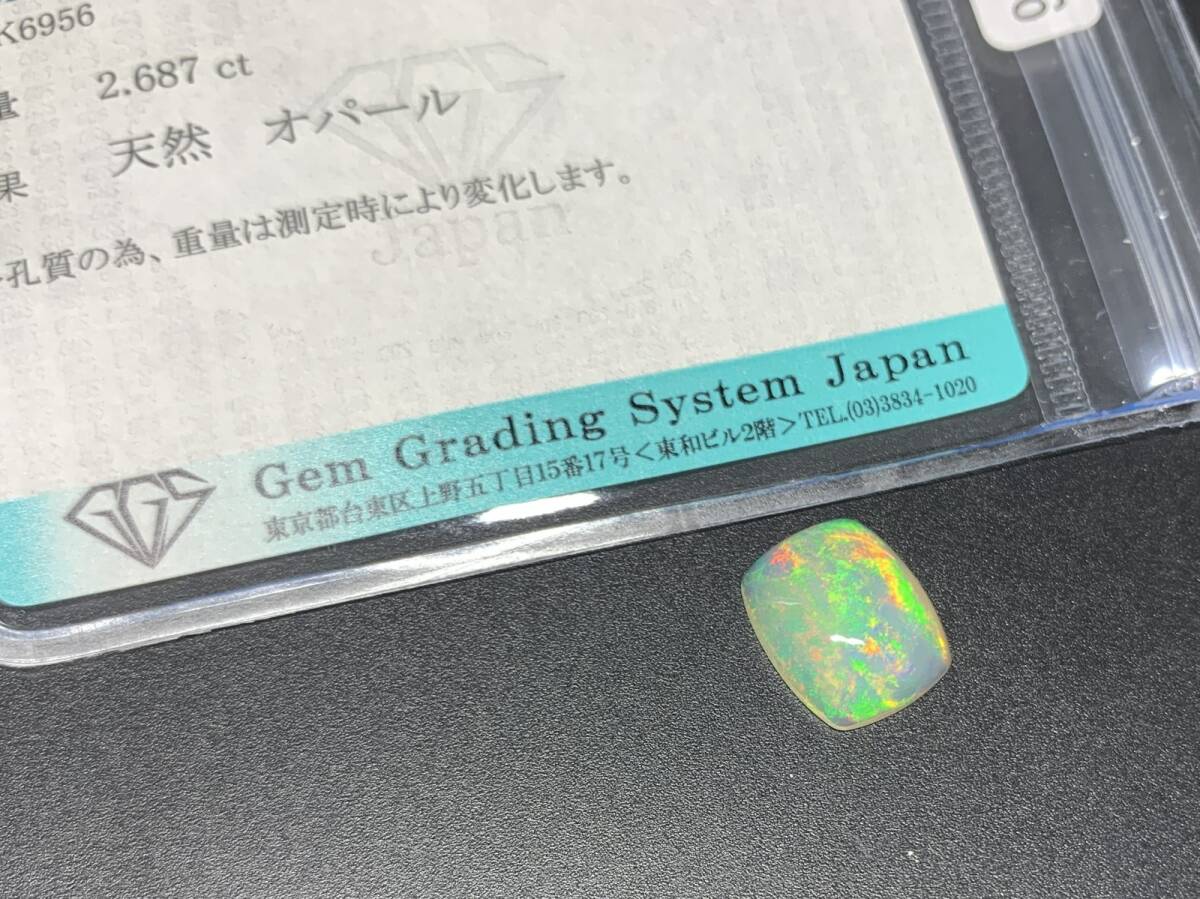 K6956
量 2.687 ct
果 天然 オパール
孔質の為、重量は測定時により変化します。
Japan
GGS
Gem Grading System Japan
東京都台東区上野五丁目15番17号＜東和ビル2階＞TEL.(03)3834-1020